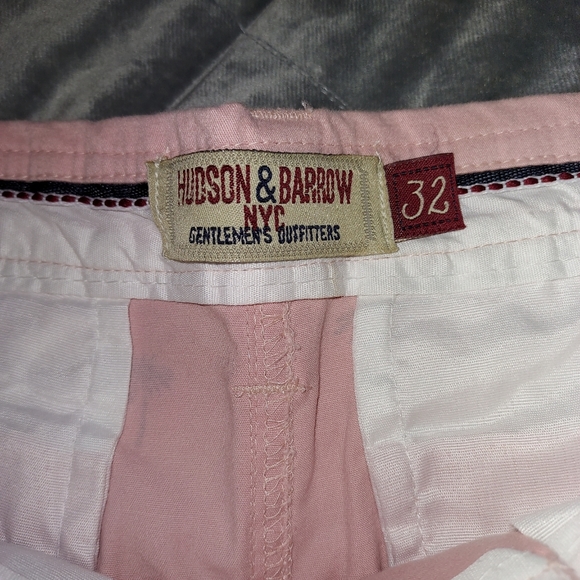 HUDSON & BARROW
NYC
GENTLEMEN'S OUTFITTERS
32